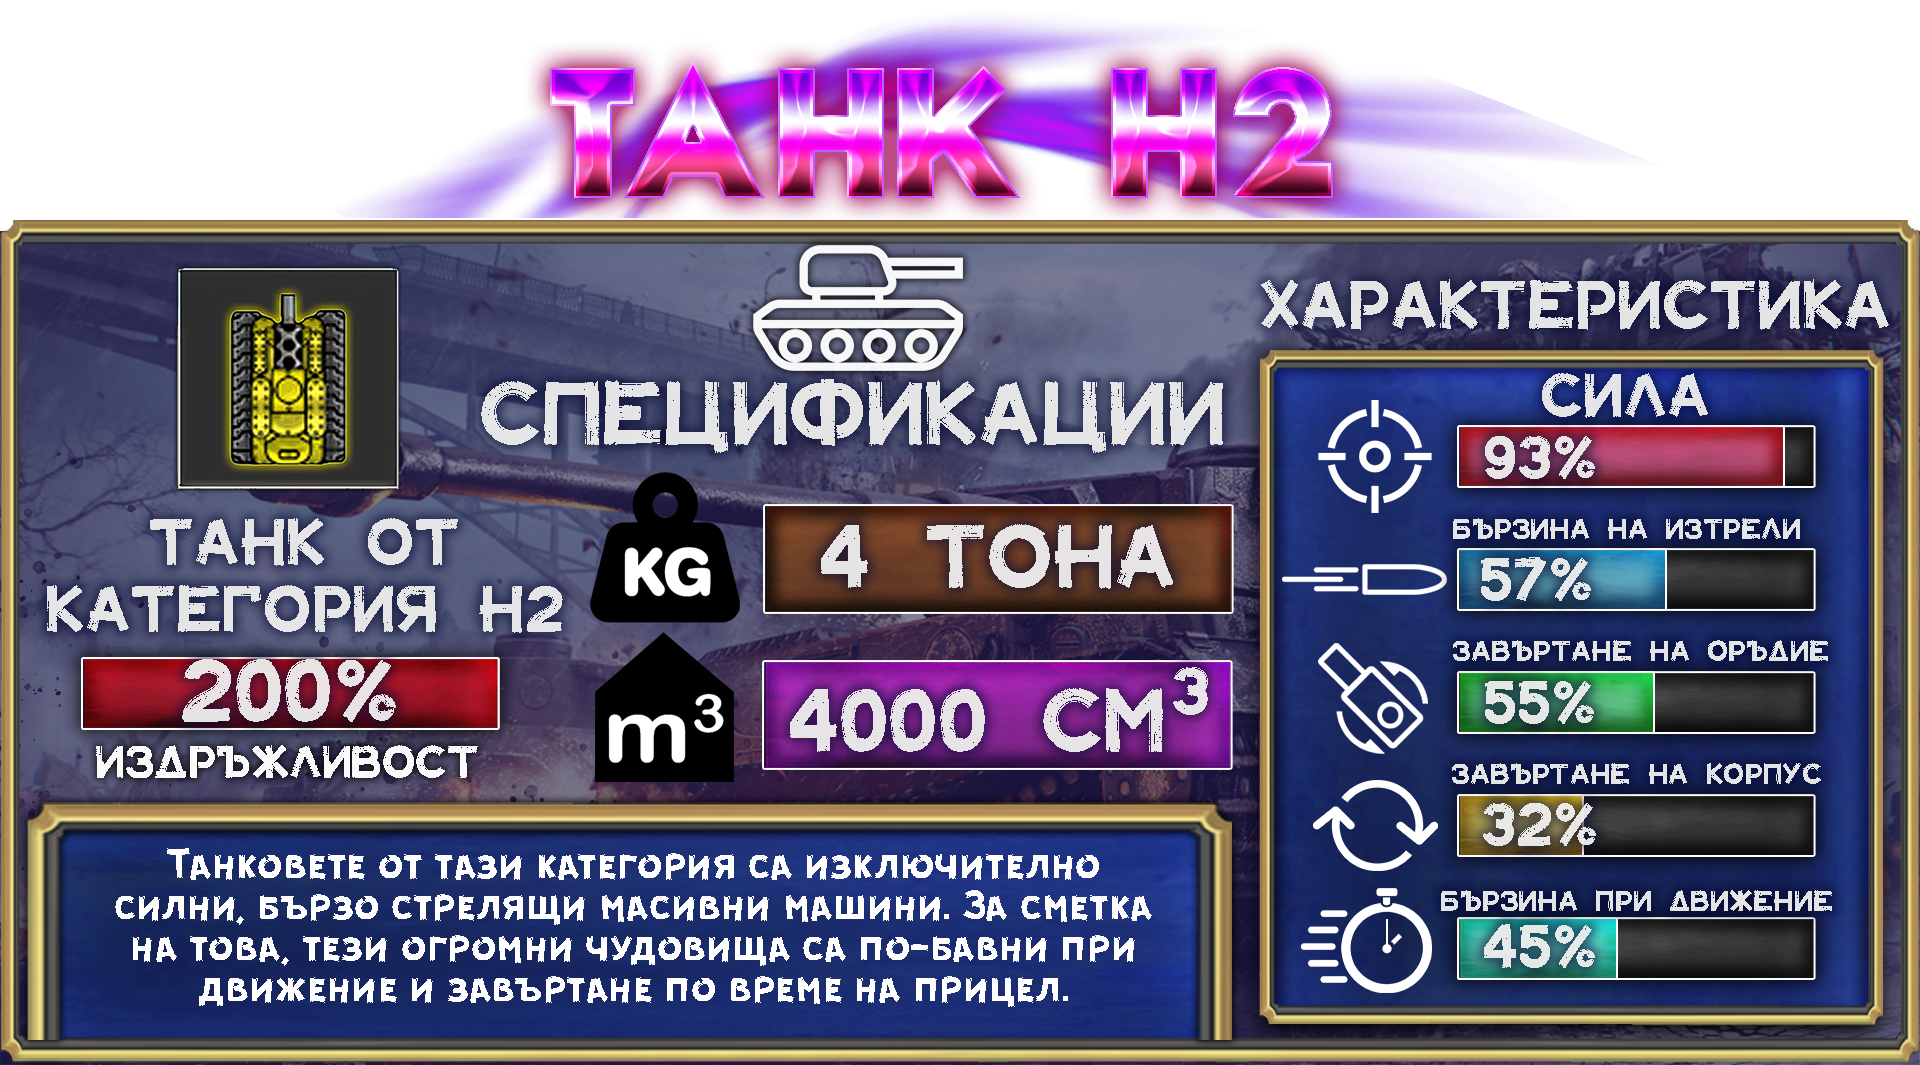 ТАНК H2
СПЕЦИФИКАЦИИ
ТАНК ОТ
КАТЕГОРИЯ H2
200%
ИЗДРЪЖЛИВОСТ
KG
4 ТОНА
m³
4000 СМ³
Танковете от тази категория са изключително
силни, бързо стрелящи масивни машини. За сметка
на това, тези огромни чудовища са по-бавни при
движение и завъртане по време на прицел.
ХАРАКТЕРИСТИКА
СИЛА
93%
БЪРЗИНА НА ИЗТРЕЛИ
57%
ЗАВЪРТАНЕ НА ОРЪДИЕ
55%
ЗАВЪРТАНЕ НА КОРПУС
32%
БЪРЗИНА ПРИ ДВИЖЕНИЕ
45%